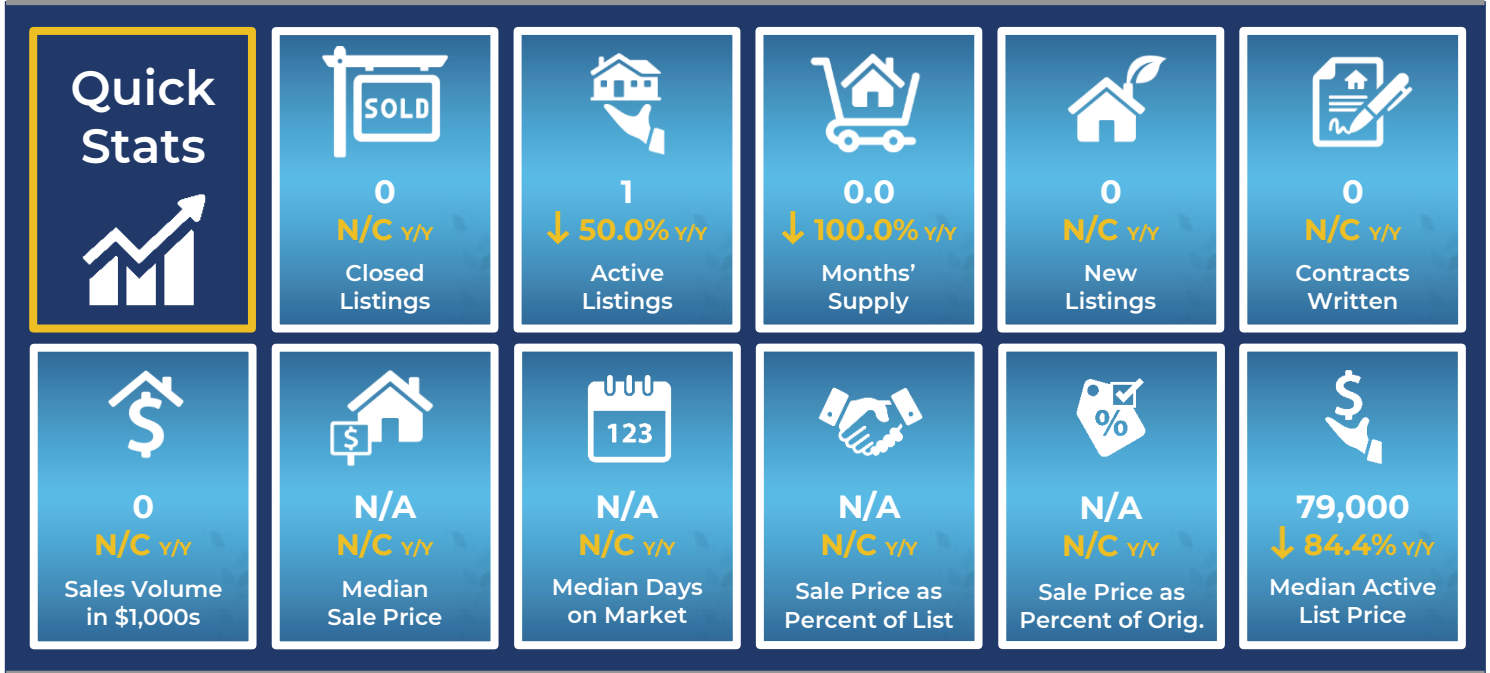 Quick
Stats
SOLD
0
N/C Y/Y
Closed
Listings
1
↓ 50.0% Y/Y
Active
Listings
0.0
↓ 100.0% Y/Y
Months’
Supply
0
N/C Y/Y
New
Listings
0
N/C Y/Y
Contracts
Written
$
0
N/C Y/Y
Sales Volume
in $1,000s
$
N/A
N/C Y/Y
Median
Sale Price
123
N/A
N/C Y/Y
Median Days
on Market
N/A
N/C Y/Y
Sale Price as
Percent of List
%
N/A
N/C Y/Y
Sale Price as
Percent of Orig.
$
79,000
↓ 84.4% Y/Y
Median Active
List Price